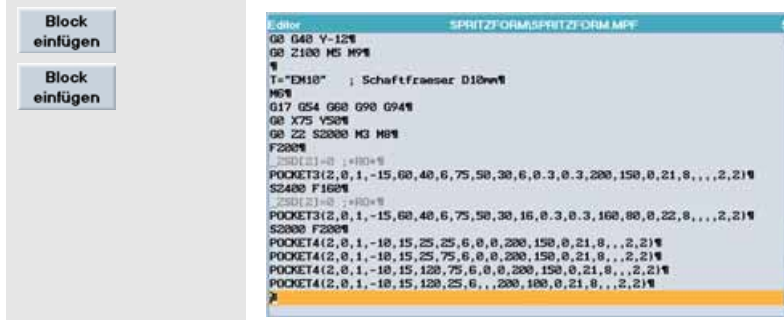 Block
einfügen
Block
einfügen
Editor SPRITZFORM\SPRITZFORM.MPF
G0 G40 Y-12¶
G0 Z100 M5 M9¶
¶
T="EM10" ; Schaftfraeser D10mm¶
M6¶
G17 G54 G60 G90 G94¶
G0 X75 Y50¶
G0 Z2 S2000 M3 M8¶
F200¶
_ZSD[2]=0 ;*RO*¶
POCKET3(2,0,1,-15,60,40,6,75,50,30,6,0.3,0.3,200,150,0,21,8,,,,2,2)¶
S2400 F160¶
_ZSD[2]=0 ;*RO*¶
POCKET3(2,0,1,-15,60,40,6,75,50,30,16,0.3,0.3,160,80,0,22,8,,,,2,2)¶
S2000 F200¶
POCKET4(2,0,1,-10,15,25,25,6,0,0,200,150,0,21,8,,,2,2)¶
POCKET4(2,0,1,-10,15,25,75,6,0,0,200,150,0,21,8,,,2,2)¶
POCKET4(2,0,1,-10,15,120,75,6,0,0,200,150,0,21,8,,,2,2)¶
POCKET4(2,0,1,-10,15,120,25,6,,,200,100,0,21,8,,,2,2)¶